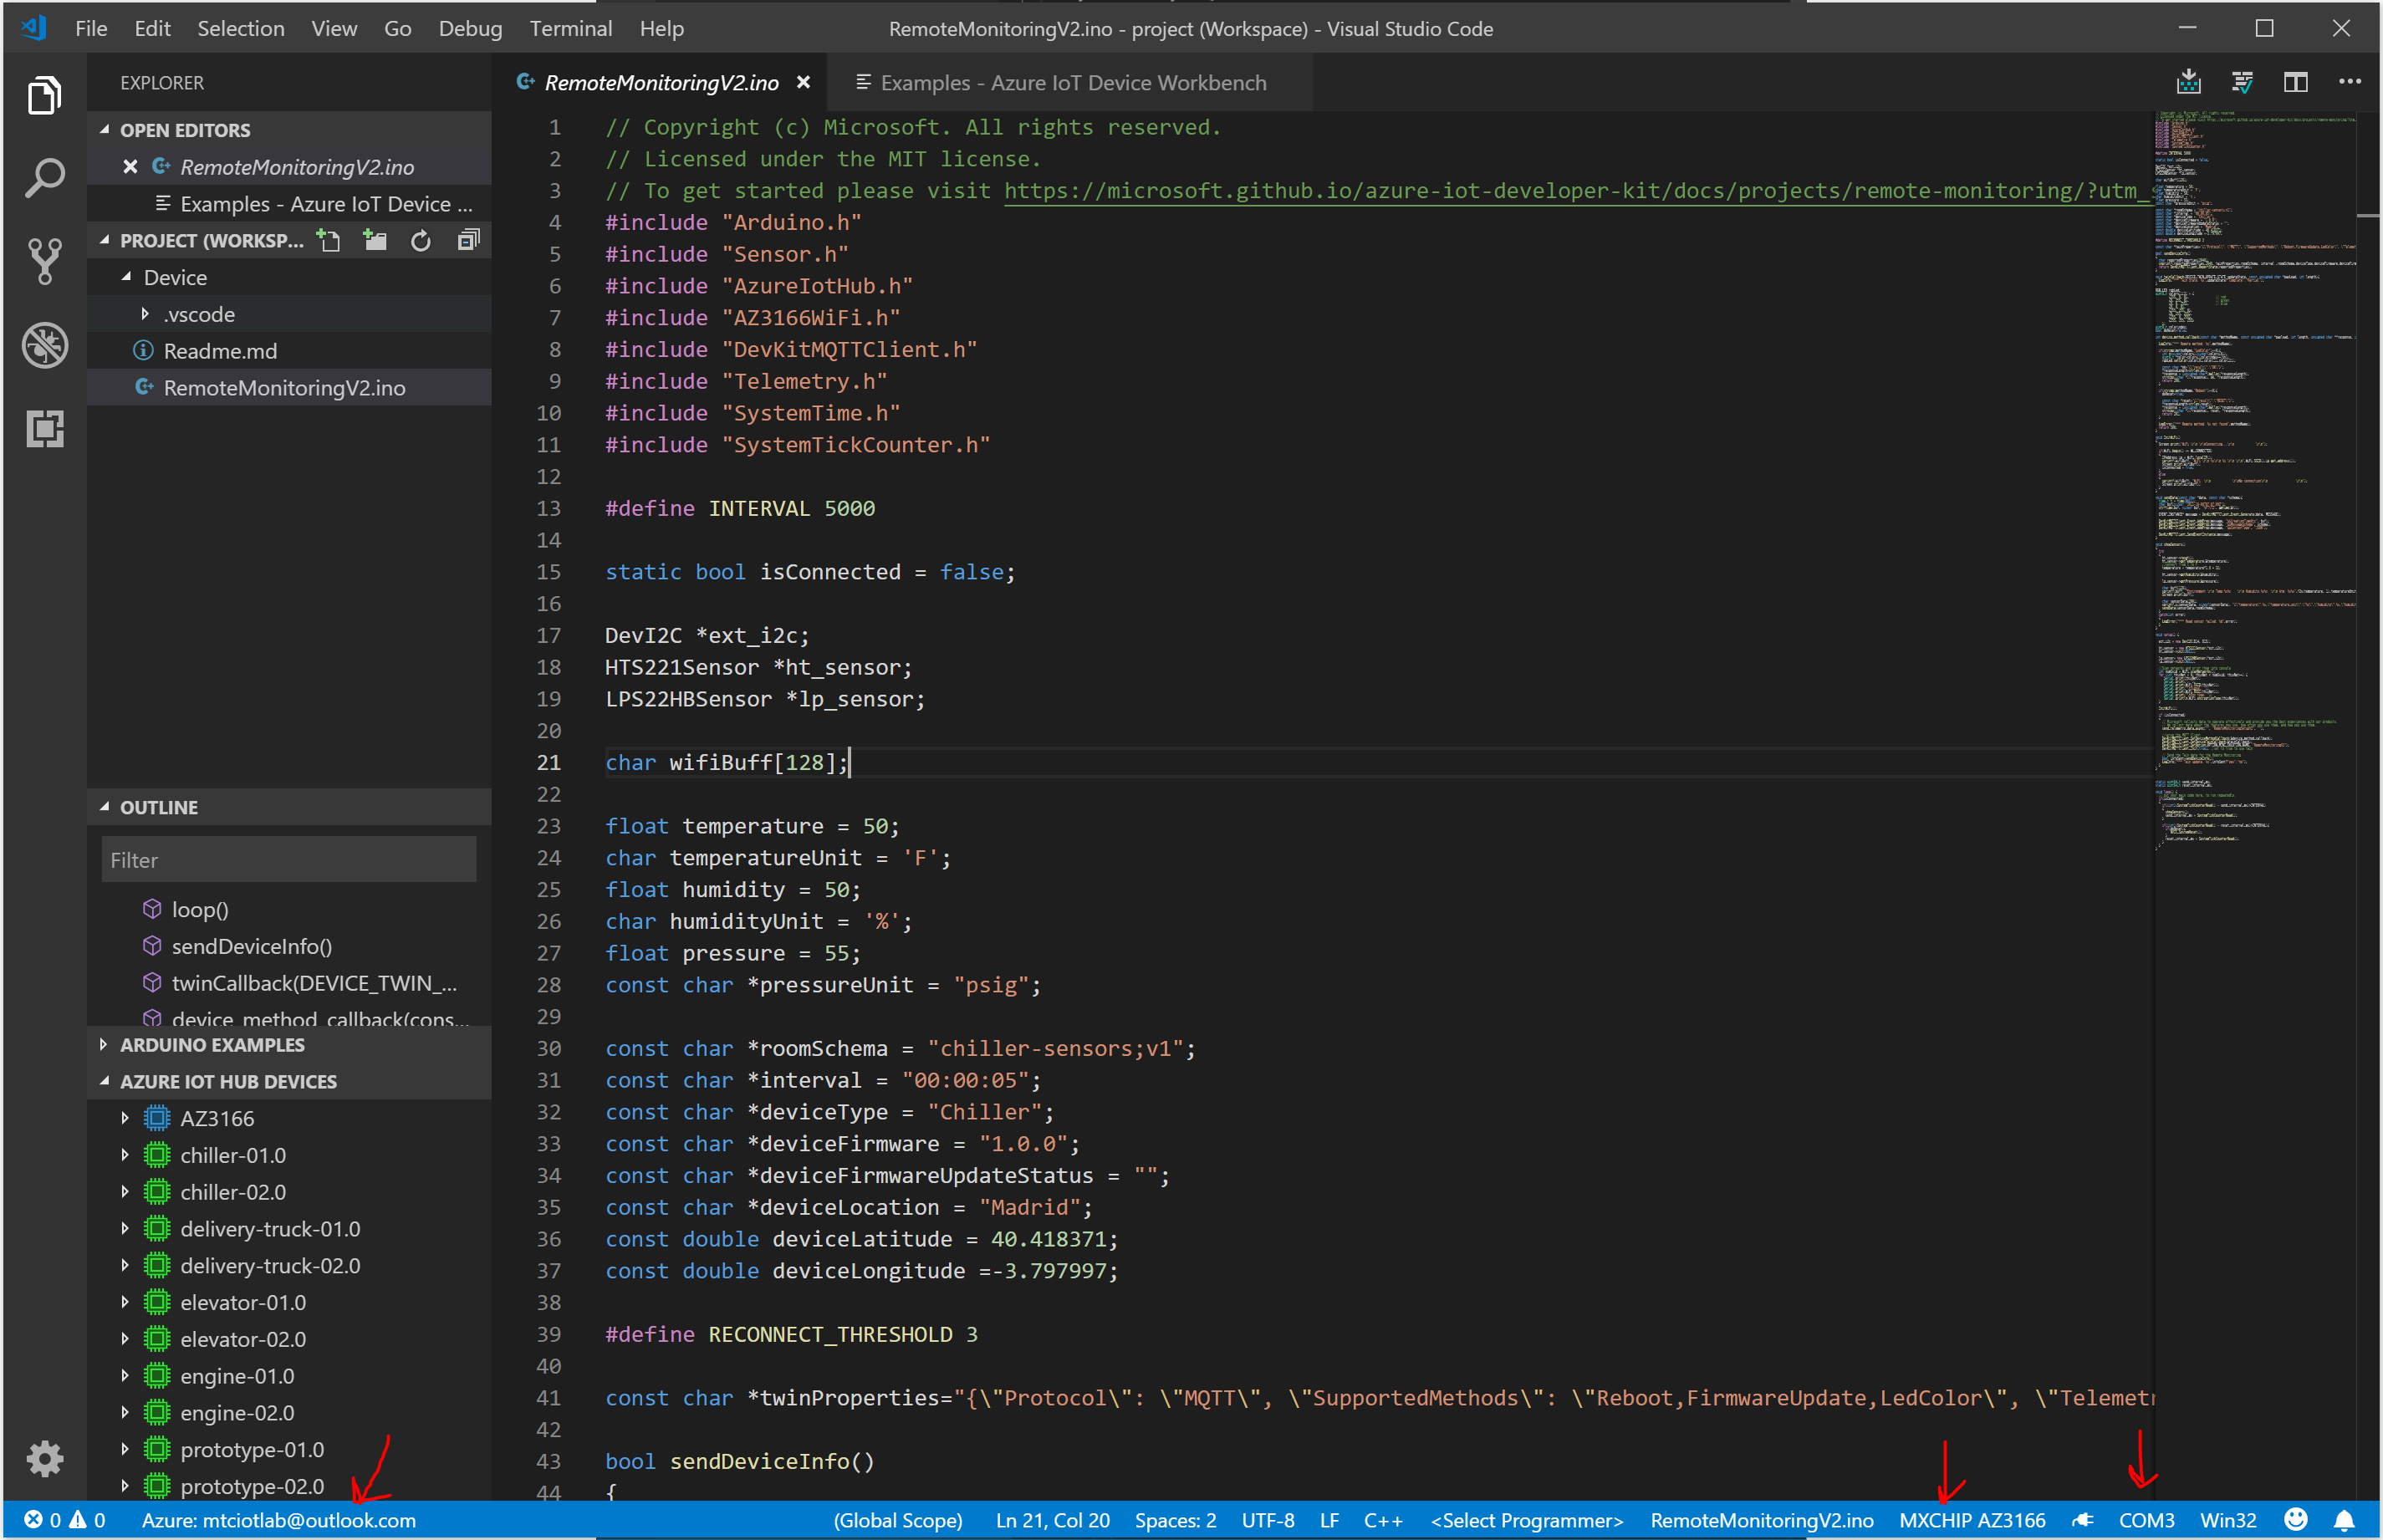 File Edit Selection View Go Debug Terminal Help
RemoteMonitoringV2.ino - project (Workspace) - Visual Studio Code
EXPLORER
OPEN EDITORS
RemoteMonitoringV2.ino
Examples - Azure IoT Device ...
PROJECT (WORKSP...
Device
.vscode
Readme.md
RemoteMonitoringV2.ino
OUTLINE
Filter
loop()
sendDeviceInfo()
twinCallback(DEVICE_TWIN_...
device_method_callback(cons...
ARDUINO EXAMPLES
AZURE IOT HUB DEVICES
AZ3166
chiller-01.0
chiller-02.0
delivery-truck-01.0
delivery-truck-02.0
elevator-01.0
elevator-02.0
engine-01.0
engine-02.0
prototype-01.0
prototype-02.0
RemoteMonitoringV2.ino
Examples - Azure IoT Device Workbench
1 // Copyright (c) Microsoft. All rights reserved.
2 // Licensed under the MIT license.
3 // To get started please visit https://microsoft.github.io/azure-iot-developer-kit/docs/projects/remote-monitoring/?utm_
4 #include "Arduino.h"
5 #include "Sensor.h"
6 #include "AzureIotHub.h"
7 #include "AZ3166WiFi.h"
8 #include "DevKitMQTTClient.h"
9 #include "Telemetry.h"
10 #include "SystemTime.h"
11 #include "SystemTickCounter.h"
12
13 #define INTERVAL 5000
14
15 static bool isConnected = false;
16
17 DevI2C *ext_i2c;
18 HTS221Sensor *ht_sensor;
19 LPS22HBSensor *lp_sensor;
20
21 char wifiBuff[128];
22
23 float temperature = 50;
24 char temperatureUnit = 'F';
25 float humidity = 50;
26 char humidityUnit = '%';
27 float pressure = 55;
28 const char *pressureUnit = "psig";
29
30 const char *roomSchema = "chiller-sensors;v1";
31 const char *interval = "00:00:05";
32 const char *deviceType = "Chiller";
33 const char *deviceFirmware = "1.0.0";
34 const char *deviceFirmwareUpdateStatus = "";
35 const char *deviceLocation = "Madrid";
36 const double deviceLatitude = 40.418371;
37 const double deviceLongitude =-3.797997;
38
39 #define RECONNECT_THRESHOLD 3
40
41 const char *twinProperties="{\"Protocol\": \"MQTT\", \"SupportedMethods\": \"Reboot,FirmwareUpdate,LedColor\", \"Telemetr
42
43 bool sendDeviceInfo()
44 {
0 0 Azure: mtciotlab@outlook.com (Global Scope) Ln 21, Col 20 Spaces: 2 UTF-8 LF C++ <Select Programmer> RemoteMonitoringV2.ino MXCHIP AZ3166 COM3 Win32